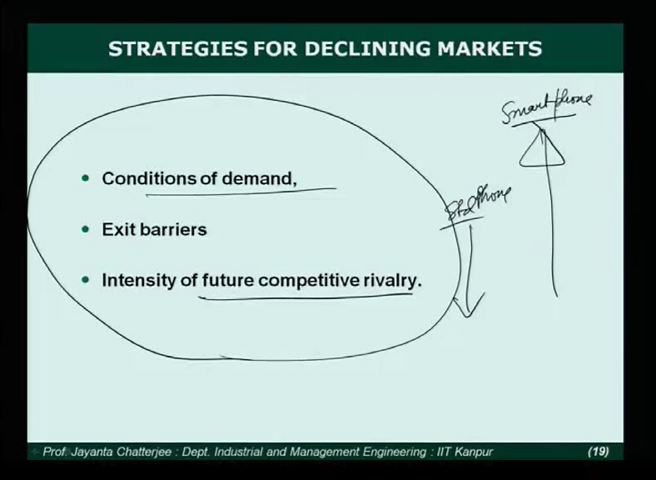 STRATEGIES FOR DECLINING MARKETS
Smart phone
• Conditions of demand,
Std Phone
• Exit barriers
• Intensity of future competitive rivalry.
Prof. Jayanta Chatterjee : Dept. Industrial and Management Engineering : IIT Kanpur (19)